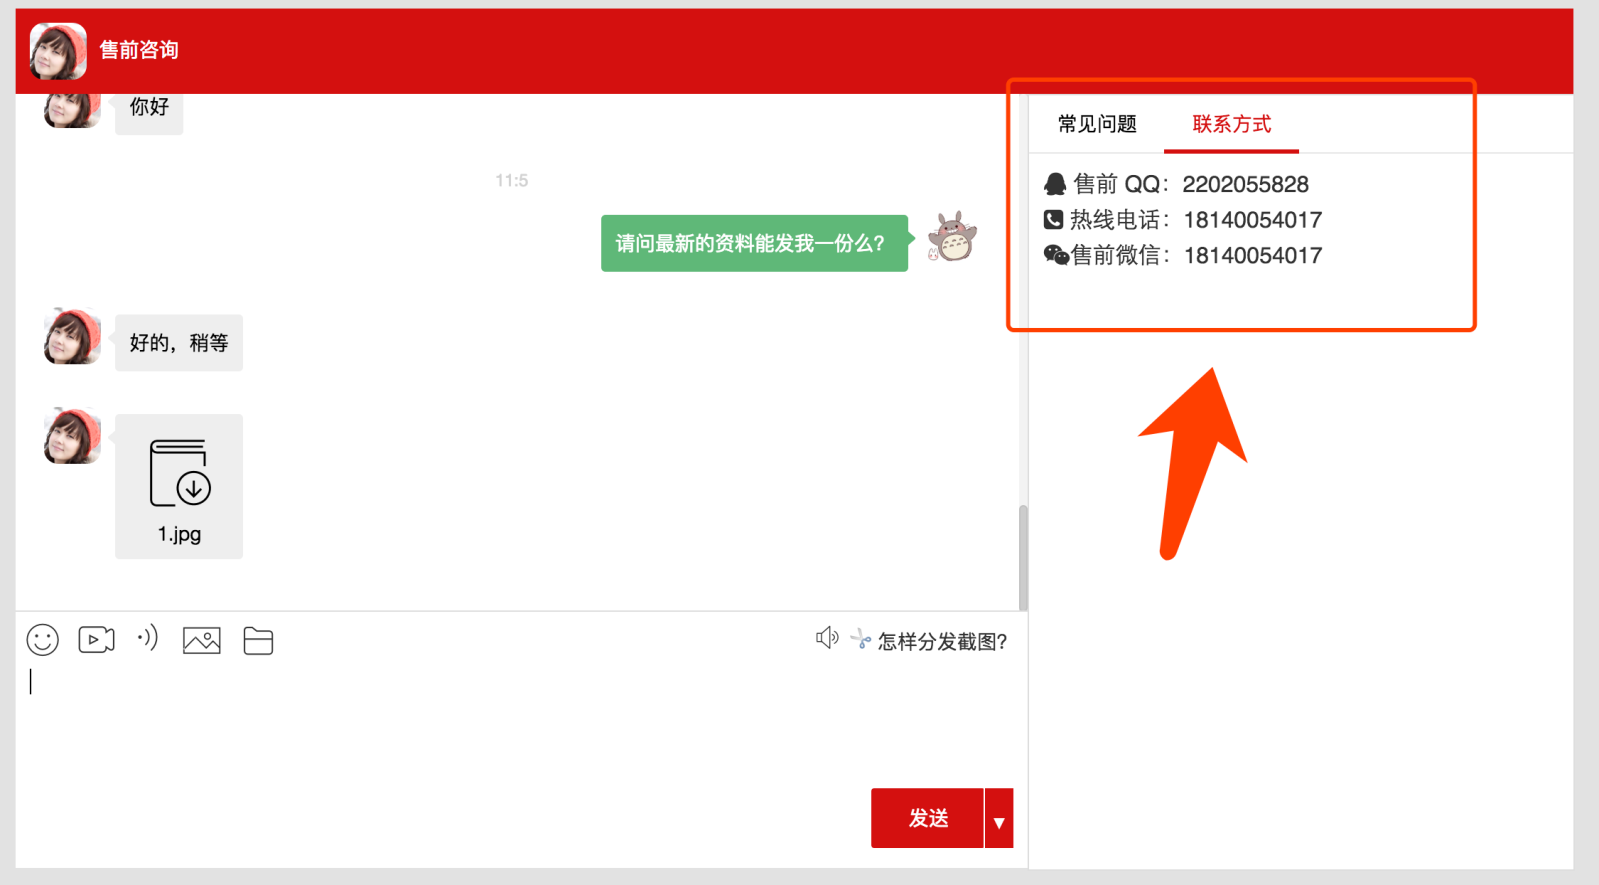 售前咨询
你好
11:5
请问最新的资料能发我一份么?
好的，稍等
1.jpg
怎样分发截图?
发送
常见问题
联系方式
售前 QQ：2202055828
热线电话：18140054017
售前微信：18140054017